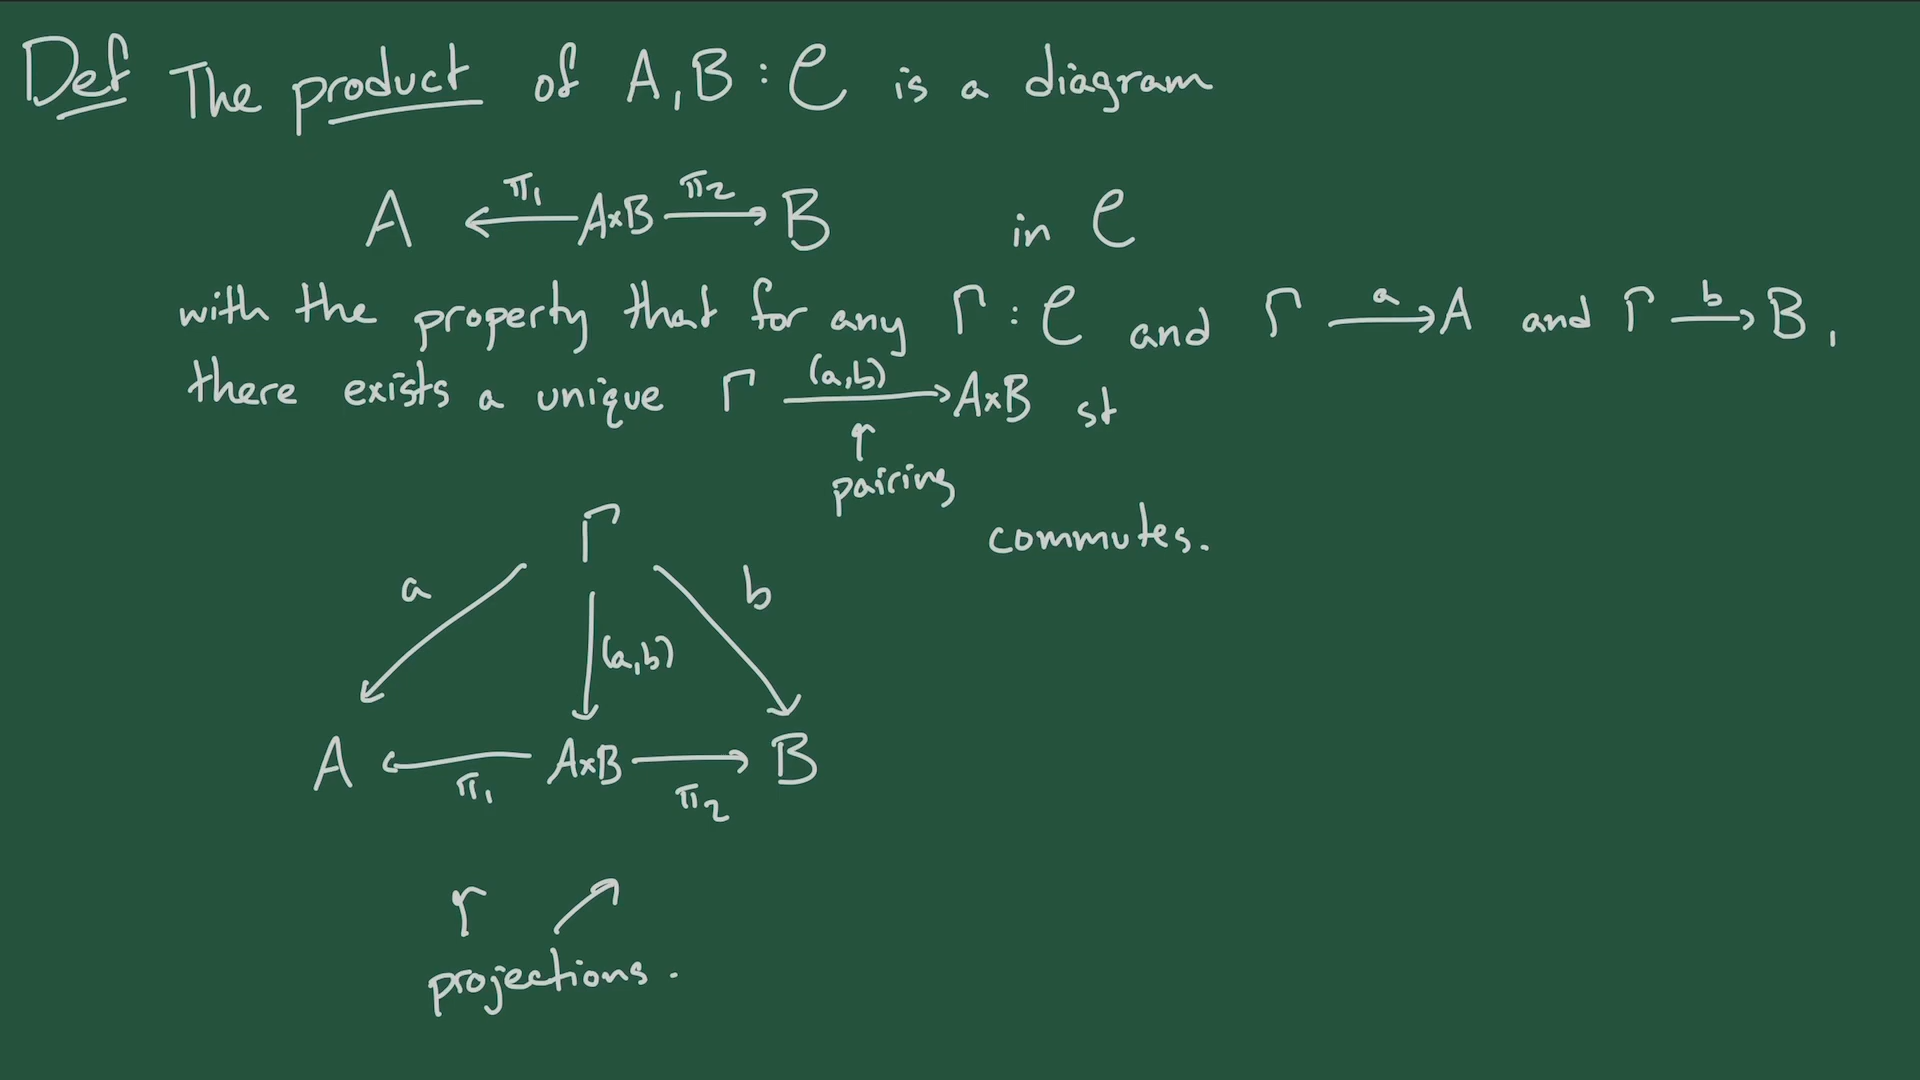 Def The product of A, B : C is a diagram
A ←π₁— A×B —π₂→ B in C
with the property that for any Γ : C and Γ —a→ A and Γ —b→ B,
there exists a unique Γ —(a,b)→ A×B st
pairing
Γ
commutes.
a b
(a,b)
A ← A×B → B
π₁ π₂
projections.